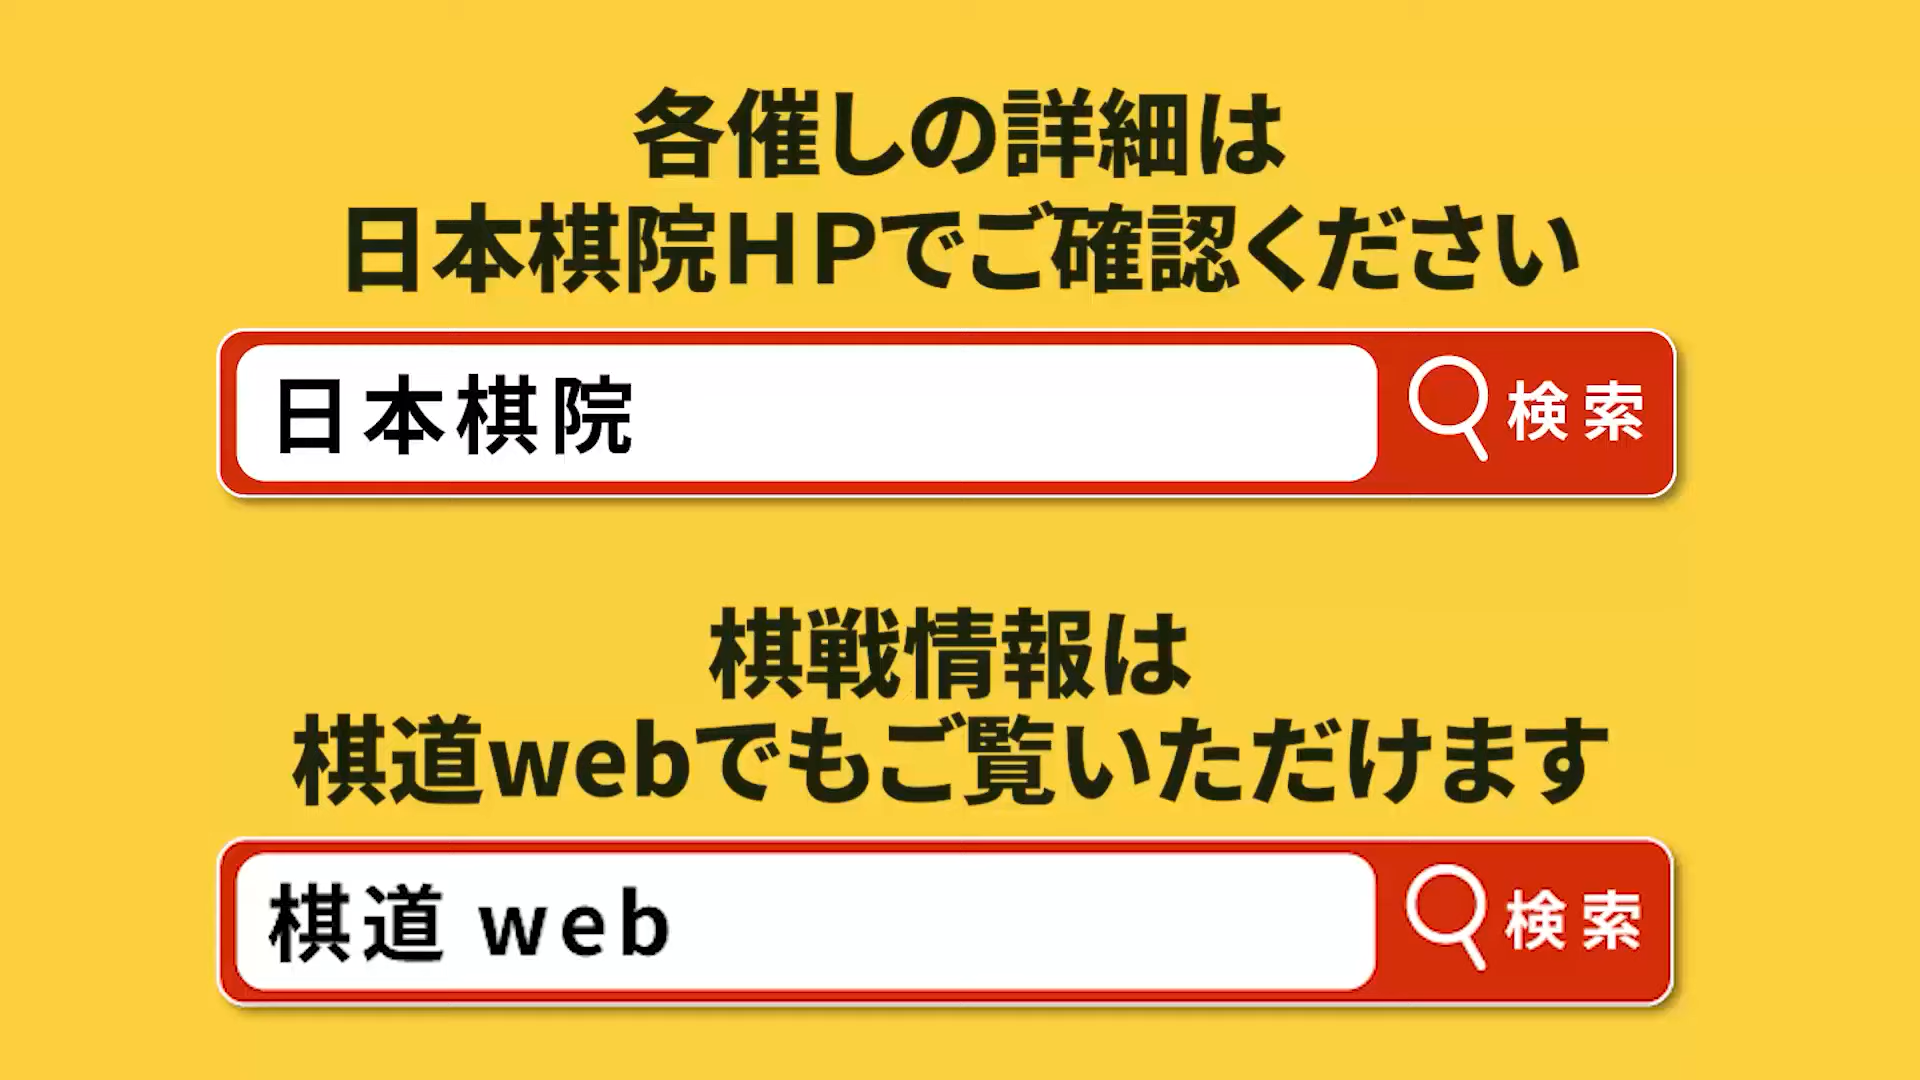 各催しの詳細は
日本棋院HPでご確認ください
日本棋院 検索
棋戦情報は
棋道webでもご覧いただけます
棋道 web 検索